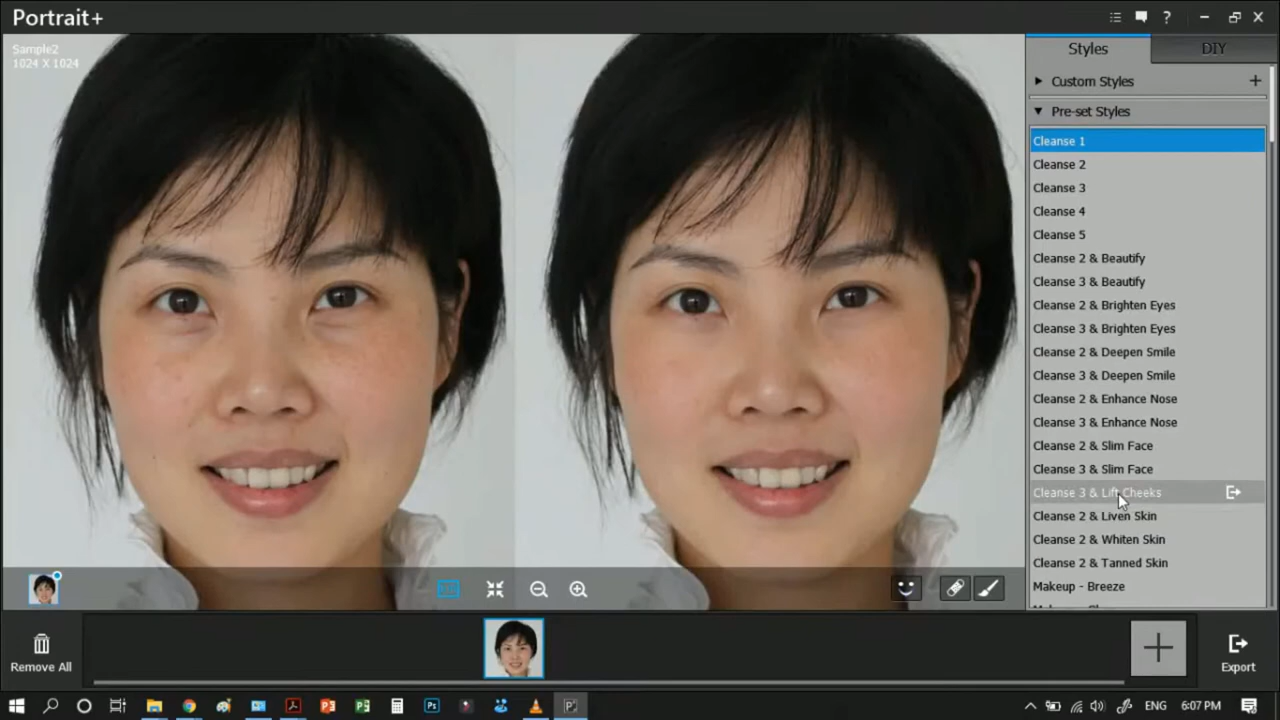 Portrait+
?
Sample2
1024 X 1024
Styles
DIY
Custom Styles
Pre-set Styles
Cleanse 1
Cleanse 2
Cleanse 3
Cleanse 4
Cleanse 5
Cleanse 2 & Beautify
Cleanse 3 & Beautify
Cleanse 2 & Brighten Eyes
Cleanse 3 & Brighten Eyes
Cleanse 2 & Deepen Smile
Cleanse 3 & Deepen Smile
Cleanse 2 & Enhance Nose
Cleanse 3 & Enhance Nose
Cleanse 2 & Slim Face
Cleanse 3 & Slim Face
Cleanse 3 & Lift Cheeks
Cleanse 2 & Liven Skin
Cleanse 2 & Whiten Skin
Cleanse 2 & Tanned Skin
Makeup - Breeze
Remove All
Export
Ps
ENG
6:07 PM